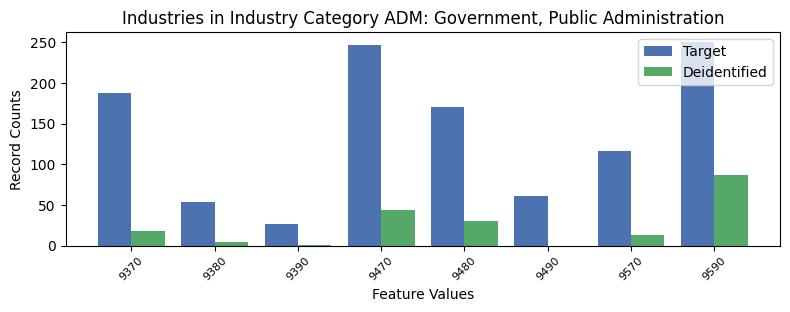 Industries in Industry Category ADM: Government, Public Administration
Target
Deidentified
Record Counts
250
200
150
100
50
0
9370 9380 9390 9470 9480 9490 9570 9590
Feature Values